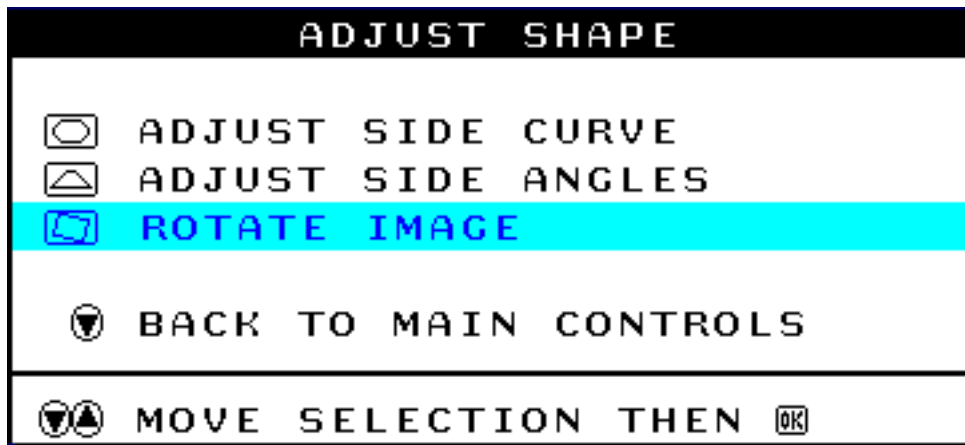 ADJUST SHAPE
ADJUST SIDE CURVE
ADJUST SIDE ANGLES
ROTATE IMAGE
BACK TO MAIN CONTROLS
MOVE SELECTION THEN OK